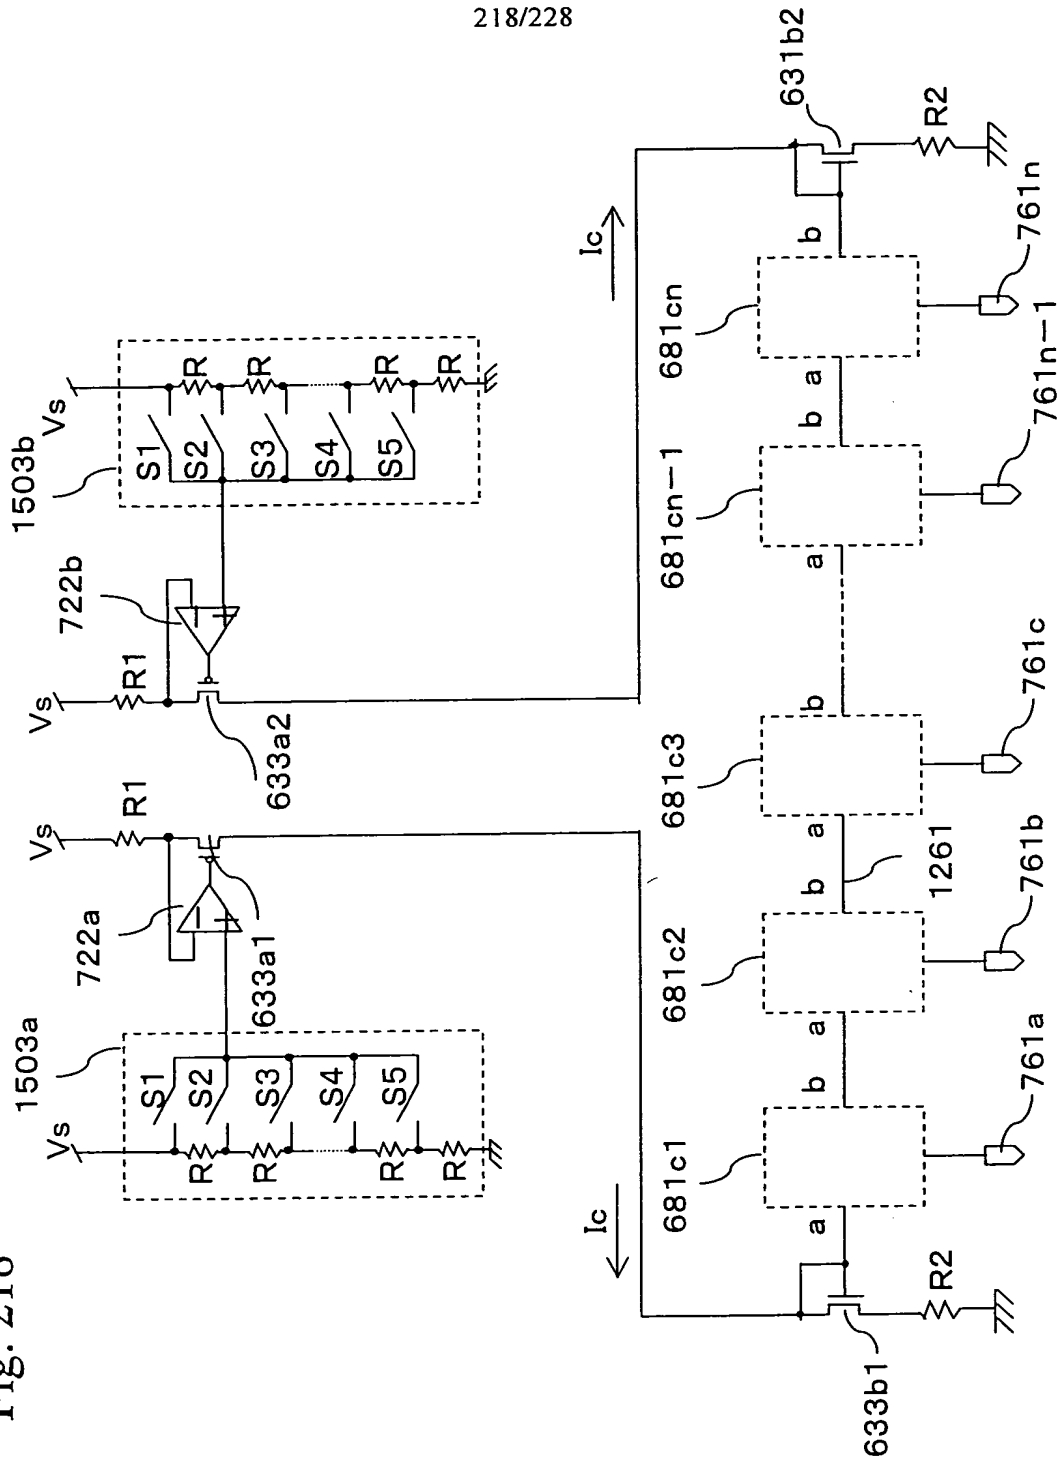 218/228
Fig. 218
1503a
Vs
S1
S2
S3
S4
S5
R
R
R
R
722a
Vs
R1
633a1
Vs
R1
722b
633a2
1503b
Vs
S1
S2
S3
S4
S5
R
R
R
R
Ic
Ic
633b1
R2
a
681c1
b
761a
a
681c2
b
761b
1261
a
681c3
b
761c
a
681cn-1
b
761n-1
a
681cn
b
761n
631b2
R2